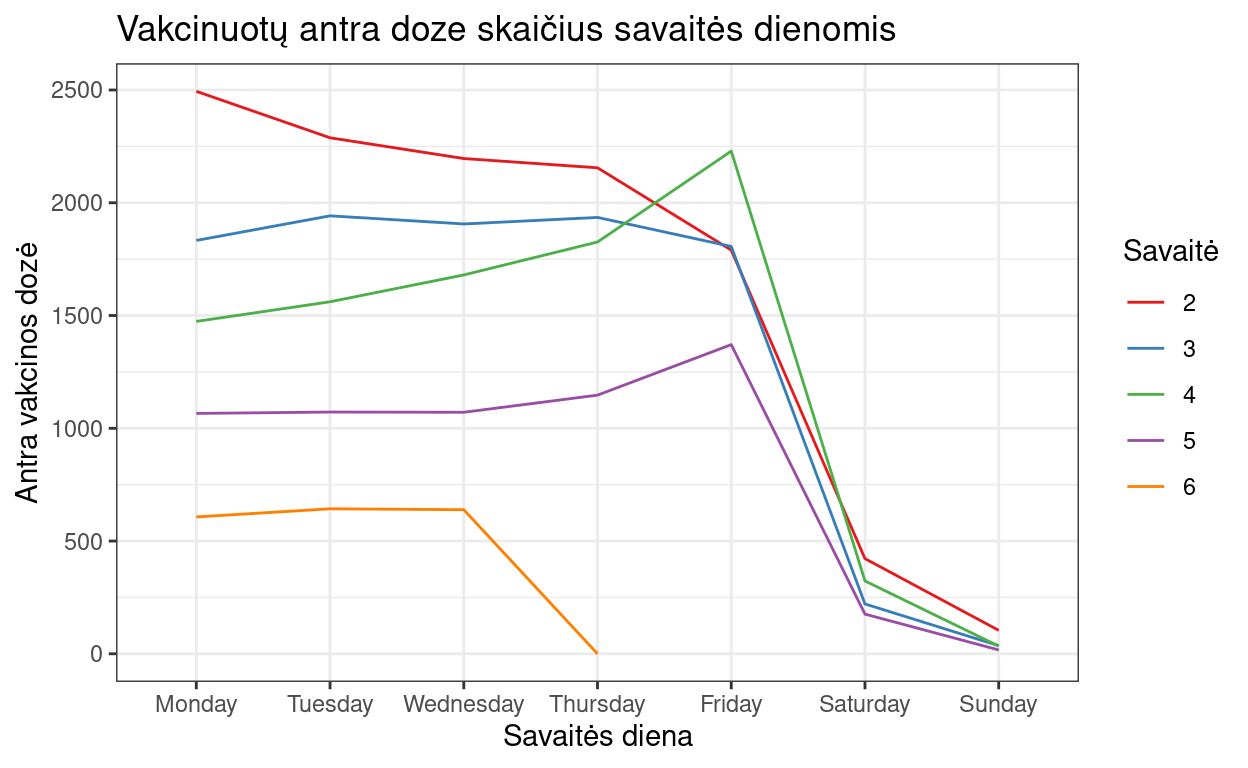 Vakcinuotų antra doze skaičius savaitės dienomis
Antra vakcinos dozė
2500
2000
1500
1000
500
0
Monday Tuesday Wednesday Thursday Friday Saturday Sunday
Savaitės diena
Savaitė
2
3
4
5
6